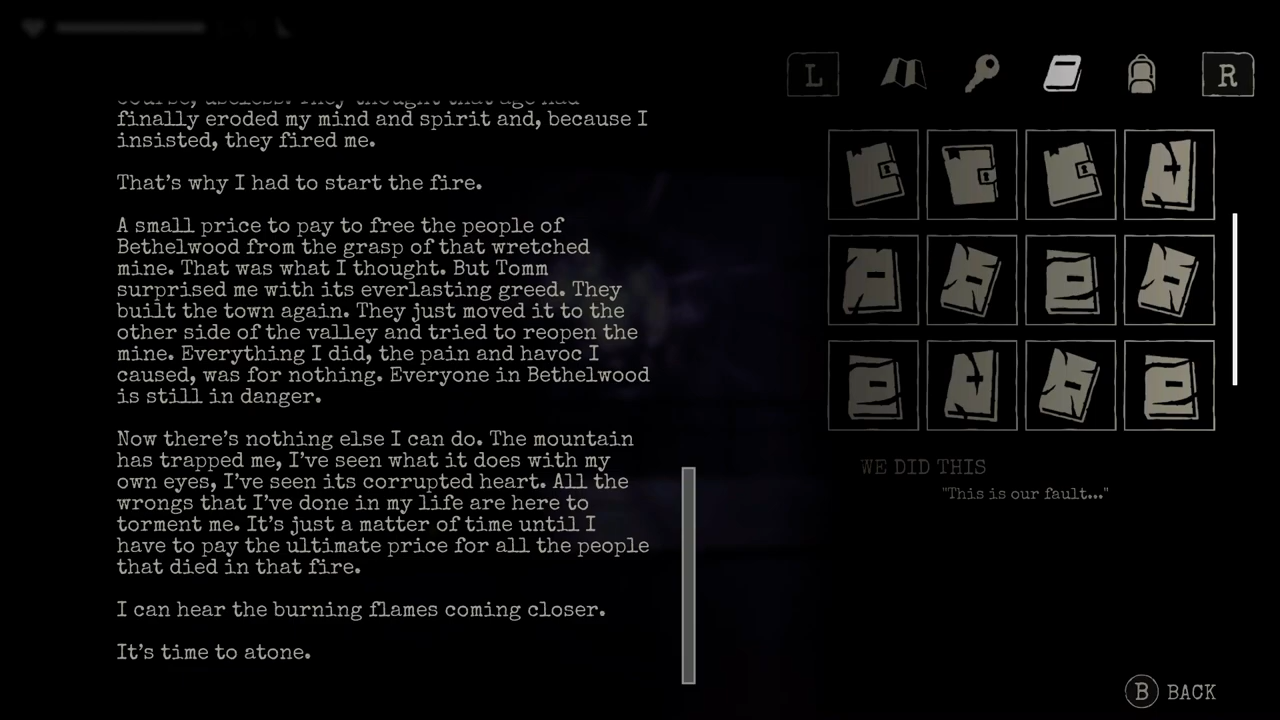 L
R
course, useless. They thought that age had
finally eroded my mind and spirit and, because I
insisted, they fired me.
That's why I had to start the fire.
A small price to pay to free the people of
Bethelwood from the grasp of that wretched
mine. That was what I thought. But Tomm
surprised me with its everlasting greed. They
built the town again. They just moved it to the
other side of the valley and tried to reopen the
mine. Everything I did, the pain and havoc I
caused, was for nothing. Everyone in Bethelwood
is still in danger.
Now there's nothing else I can do. The mountain
has trapped me, I've seen what it does with my
own eyes, I've seen its corrupted heart. All the
wrongs that I've done in my life are here to
torment me. It's just a matter of time until I
have to pay the ultimate price for all the people
that died in that fire.
I can hear the burning flames coming closer.
It's time to atone.
WE DID THIS
"This is our fault..."
B BACK